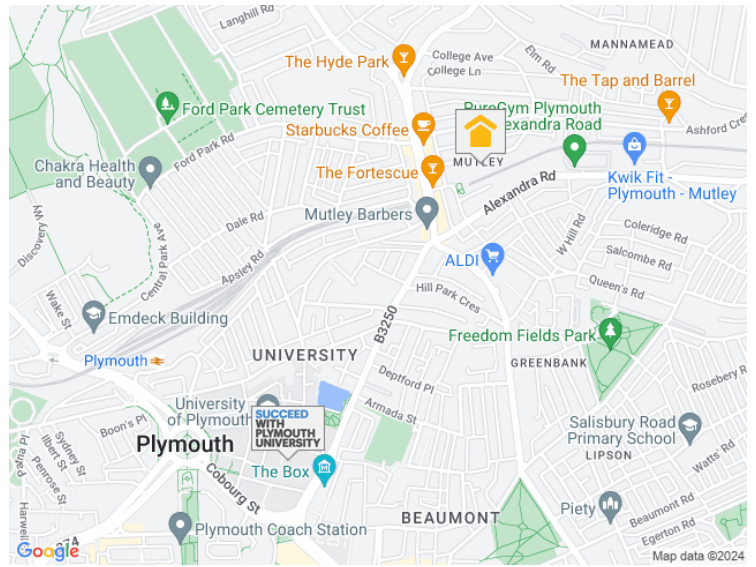 Langhill Rd
College Ave
Elm Rd
MANNAMEAD
The Hyde Park
College Ln
The Tap and Barrel
Ford Park Cemetery Trust
PureGym Plymouth
Alexandra Road
Ashford Cres
Starbucks Coffee
Ford Park Rd
Chakra Health
and Beauty
MUTLEY
Kwik Fit -
Plymouth - Mutley
The Fortescue
Alexandra Rd
Discovery Wy
Central Park Ave
Dale Rd
Mutley Barbers
Coleridge Rd
W Hill Rd
Salcombe Rd
Apsley Rd
ALDI
Queen's Rd
Wake St
Hill Park Cres
Emdeck Building
B3250
Freedom Fields Park
Plymouth
UNIVERSITY
GREENBANK
Deptford Pl
Rosebery
University
of Plymouth
SUCCEED
WITH
PLYMOUTH
UNIVERSITY
Armada St
Boon's Pl
Salisbury Road
Primary School
Patna Pl
Sydney St
Ilbert St
Penrose St
Plymouth
LIPSON
Watts' Rd
The Box
Cobourg St
Harwell
Piety
Beaumont Rd
BEAUMONT
Plymouth Coach Station
Egerton Rd
374
Google
Map data ©2024